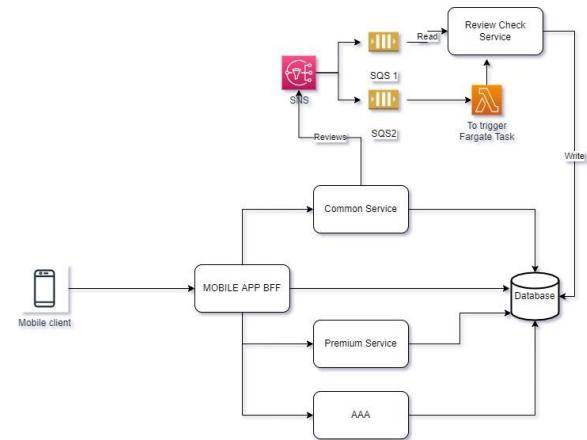 Review Check
Service
Read
SQS 1
SNS
SQS2
To trigger
Fargate Task
Reviews
Write
Common Service
MOBILE APP BFF
Database
Mobile client
Premium Service
AAA